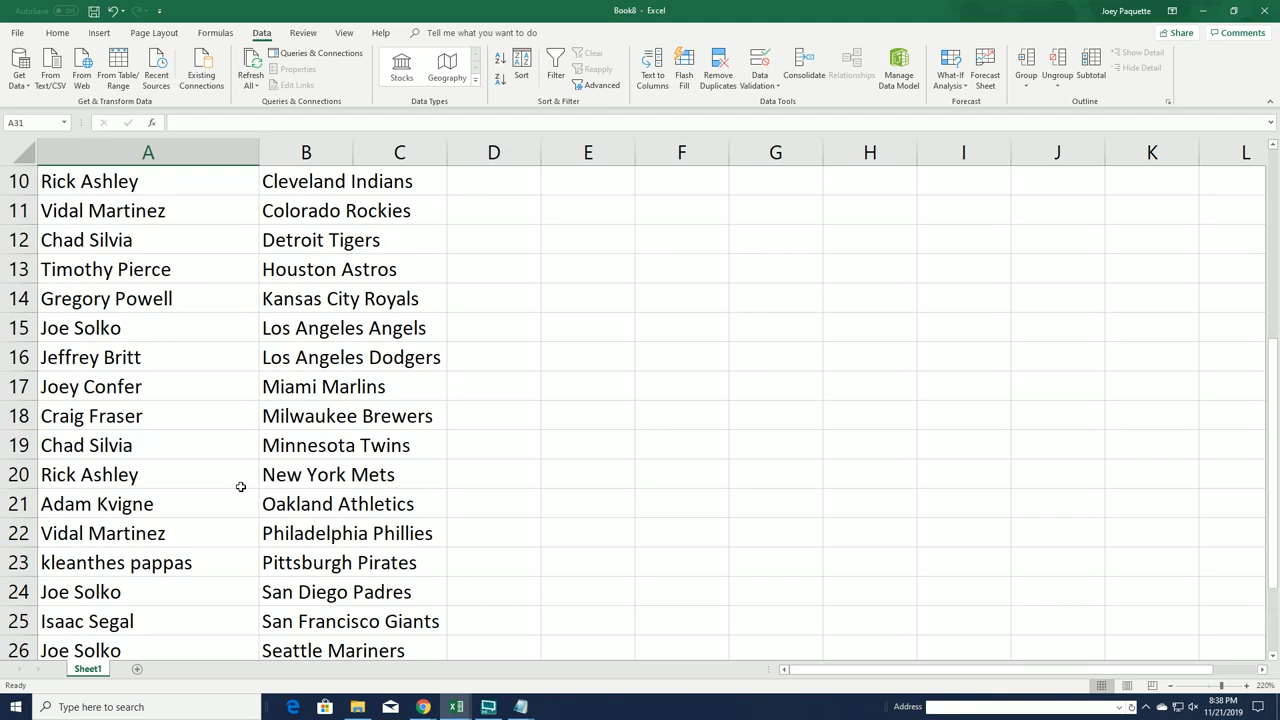 AutoSave Off
Book8 - Excel
Joey Paquette
File Home Insert Page Layout Formulas Data Review View Help Tell me what you want to do
Share Comments
Get Data From Text/CSV From Web From Table/Range Recent Sources Existing Connections
Get & Transform Data
Refresh All Queries & Connections Properties Edit Links
Queries & Connections
Stocks Geography
Data Types
Sort Filter Clear Reapply Advanced
Sort & Filter
Text to Columns Flash Fill Remove Duplicates Data Validation Consolidate Relationships Manage Data Model
Data Tools
What-If Analysis Forecast Sheet
Forecast
Group Ungroup Subtotal Show Detail Hide Detail
Outline
A31 fx
A B C D E F G H I J K L
10 Rick Ashley Cleveland Indians
11 Vidal Martinez Colorado Rockies
12 Chad Silvia Detroit Tigers
13 Timothy Pierce Houston Astros
14 Gregory Powell Kansas City Royals
15 Joe Solko Los Angeles Angels
16 Jeffrey Britt Los Angeles Dodgers
17 Joey Confer Miami Marlins
18 Craig Fraser Milwaukee Brewers
19 Chad Silvia Minnesota Twins
20 Rick Ashley New York Mets
21 Adam Kvigne Oakland Athletics
22 Vidal Martinez Philadelphia Phillies
23 kleanthes pappas Pittsburgh Pirates
24 Joe Solko San Diego Padres
25 Isaac Segal San Francisco Giants
26 Joe Solko Seattle Mariners
Sheet1
Ready
220%
Type here to search
Address
8:38 PM
11/21/2019